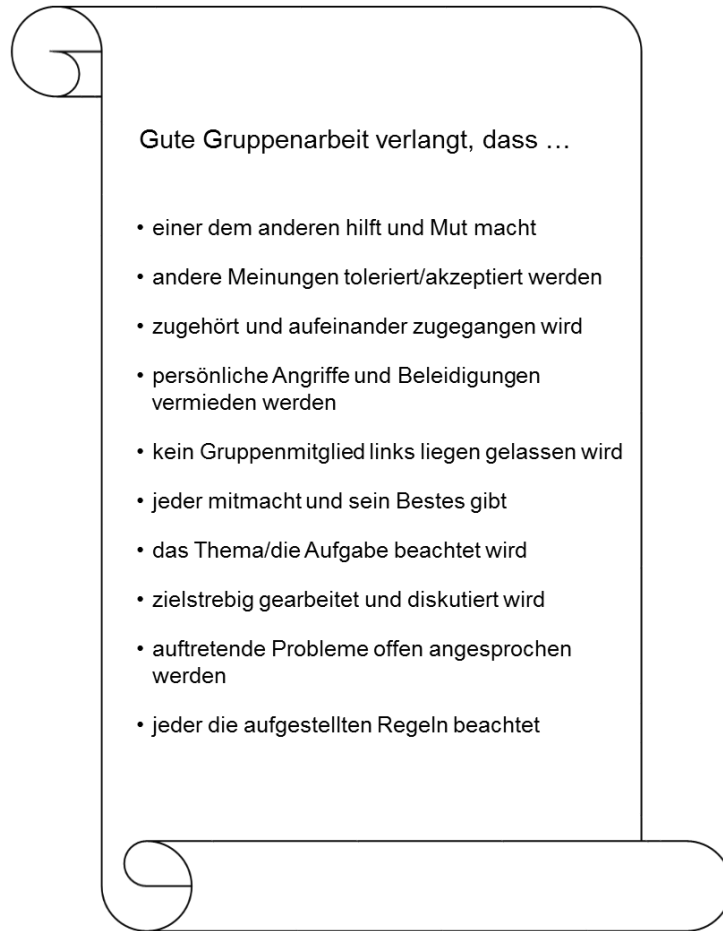 Gute Gruppenarbeit verlangt, dass …
• einer dem anderen hilft und Mut macht
• andere Meinungen toleriert/akzeptiert werden
• zugehört und aufeinander zugegangen wird
• persönliche Angriffe und Beleidigungen
vermieden werden
• kein Gruppenmitglied links liegen gelassen wird
• jeder mitmacht und sein Bestes gibt
• das Thema/die Aufgabe beachtet wird
• zielstrebig gearbeitet und diskutiert wird
• auftretende Probleme offen angesprochen
werden
• jeder die aufgestellten Regeln beachtet